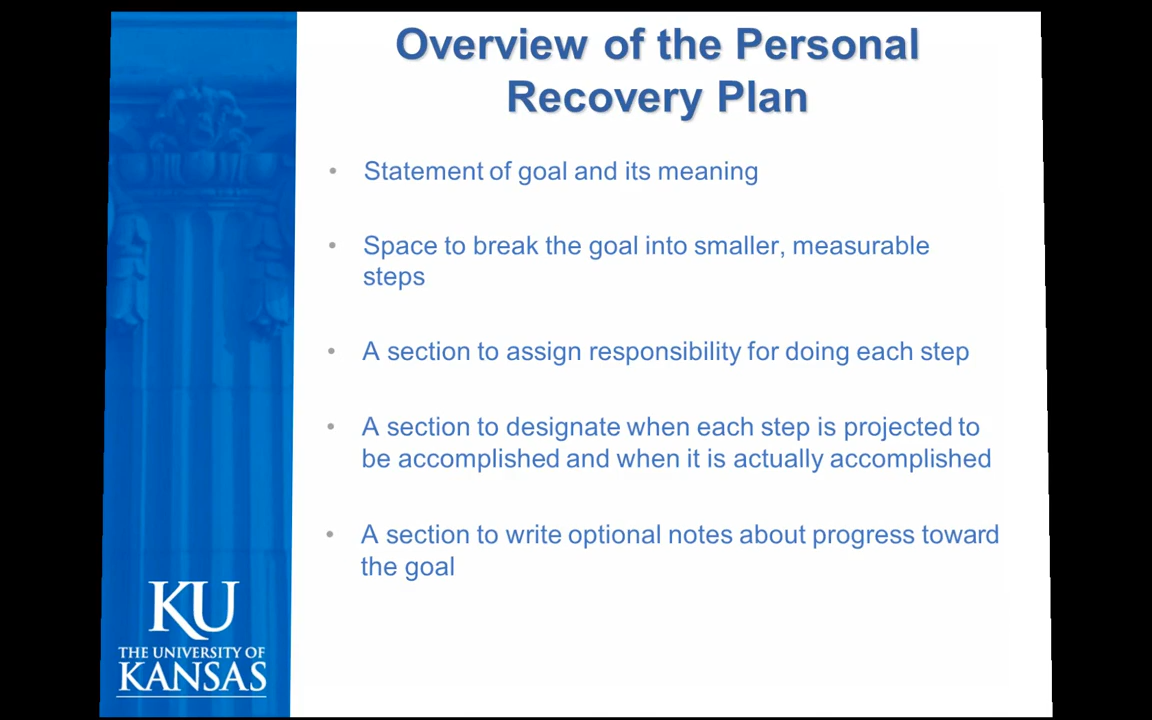 Overview of the Personal
Recovery Plan
• Statement of goal and its meaning
• Space to break the goal into smaller, measurable
steps
• A section to assign responsibility for doing each step
• A section to designate when each step is projected to
be accomplished and when it is actually accomplished
• A section to write optional notes about progress toward
the goal
KU
THE UNIVERSITY OF
KANSAS